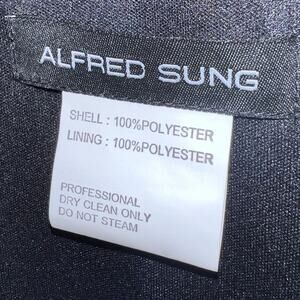 ALFRED SUNG
SHELL : 100%POLYESTER
LINING : 100%POLYESTER
PROFESSIONAL
DRY CLEAN ONLY
DO NOT STEAM